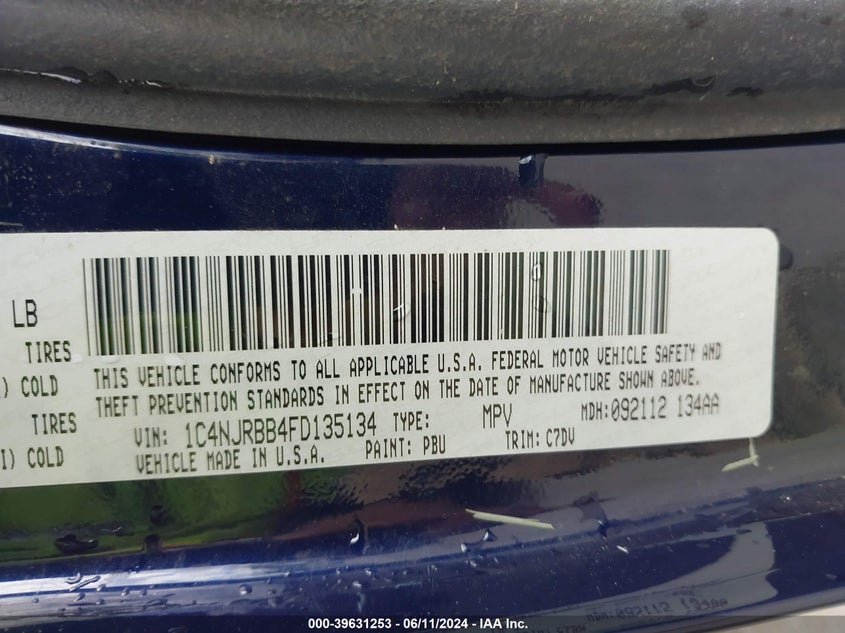 LB
TIRES
) COLD
TIRES
I) COLD
THIS VEHICLE CONFORMS TO ALL APPLICABLE U.S.A. FEDERAL MOTOR VEHICLE SAFETY AND
THEFT PREVENTION STANDARDS IN EFFECT ON THE DATE OF MANUFACTURE SHOWN ABOVE.
VIN: 1C4NJRBB4FD135134 TYPE: MPV MDH:092112 134AA
VEHICLE MADE IN U.S.A. PAINT: PBU TRIM: C7DV
000-39631253 - 06/11/2024 - IAA Inc.